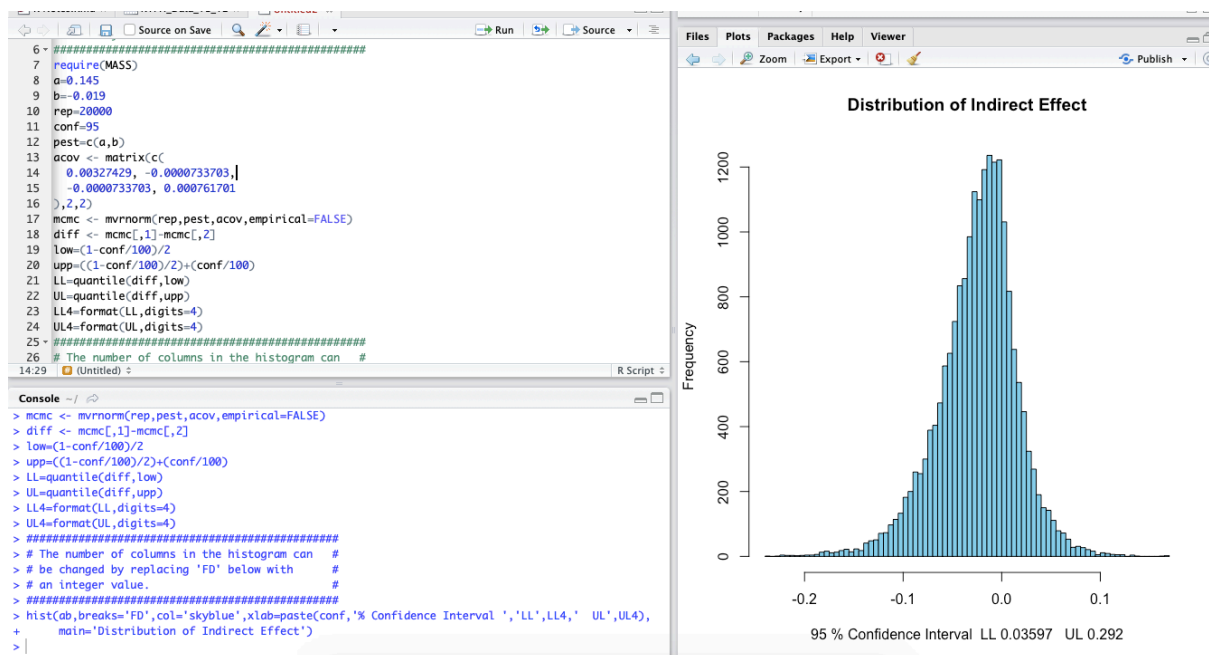 Source on Save
Run
Source
6 ################################################
7 require(MASS)
8 a=0.145
9 b=-0.019
10 rep=20000
11 conf=95
12 pest=c(a,b)
13 acov <- matrix(c(
14 0.00327429, -0.0000733703,
15 -0.0000733703, 0.000761701
16 ),2,2)
17 mcmc <- mvrnorm(rep,pest,acov,empirical=FALSE)
18 diff <- mcmc[,1]-mcmc[,2]
19 low=(1-conf/100)/2
20 upp=((1-conf/100)/2)+(conf/100)
21 LL=quantile(diff,low)
22 UL=quantile(diff,upp)
23 LL4=format(LL,digits=4)
24 UL4=format(UL,digits=4)
25 ################################################
26 # The number of columns in the histogram can #
14:29 (Untitled) R Script
Console ~/
> mcmc <- mvrnorm(rep,pest,acov,empirical=FALSE)
> diff <- mcmc[,1]-mcmc[,2]
> low=(1-conf/100)/2
> upp=((1-conf/100)/2)+(conf/100)
> LL=quantile(diff,low)
> UL=quantile(diff,upp)
> LL4=format(LL,digits=4)
> UL4=format(UL,digits=4)
> ################################################
> # The number of columns in the histogram can #
> # be changed by replacing 'FD' below with #
> # an integer value. #
> ################################################
> hist(ab,breaks='FD',col='skyblue',xlab=paste(conf,'% Confidence Interval ','LL',LL4,' UL',UL4),
+ main='Distribution of Indirect Effect')
>
Files Plots Packages Help Viewer
Zoom Export Publish
Distribution of Indirect Effect
Frequency
1200
1000
800
600
400
200
0
-0.2 -0.1 0.0 0.1
95 % Confidence Interval LL 0.03597 UL 0.292